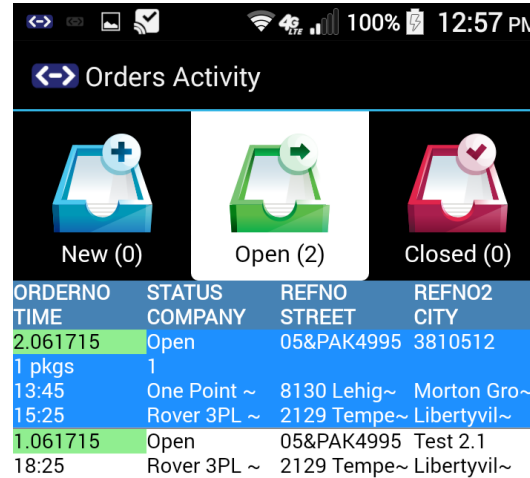 4G LTE 100% 12:57 PM
Orders Activity
New (0) Open (2) Closed (0)
ORDERNO STATUS REFNO REFNO2
TIME COMPANY STREET CITY
2.061715 Open 05&PAK4995 3810512
1 pkgs 1
13:45 One Point ~ 8130 Lehig~ Morton Gro~
15:25 Rover 3PL ~ 2129 Tempe~ Libertyvil~
1.061715 Open 05&PAK4995 Test 2.1
18:25 Rover 3PL ~ 2129 Tempe~ Libertyvil~